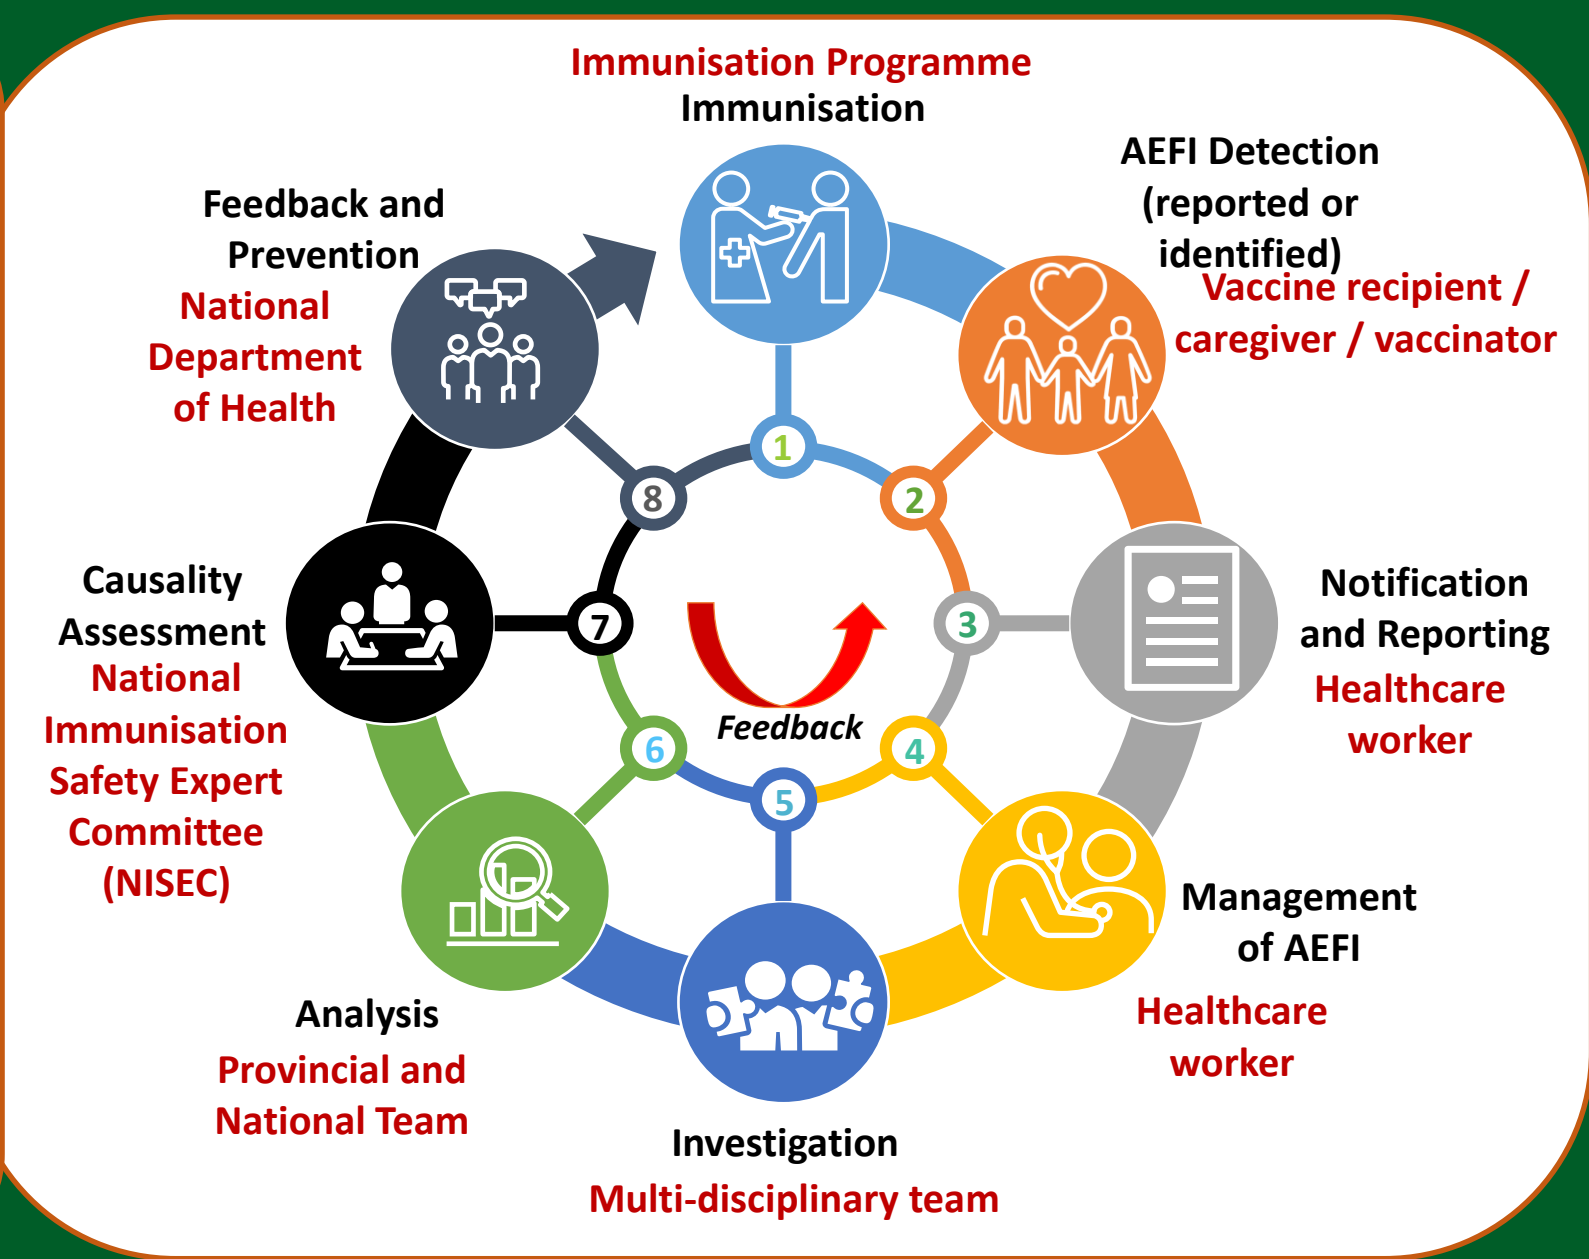 Immunisation Programme
Immunisation
AEFI Detection
(reported or
identified)
Vaccine recipient /
caregiver / vaccinator
Notification
and Reporting
Healthcare
worker
Management
of AEFI
Healthcare
worker
Investigation
Multi-disciplinary team
Analysis
Provincial and
National Team
Causality
Assessment
National
Immunisation
Safety Expert
Committee
(NISEC)
Feedback and
Prevention
National
Department
of Health
1
2
3
4
5
6
7
8
Feedback